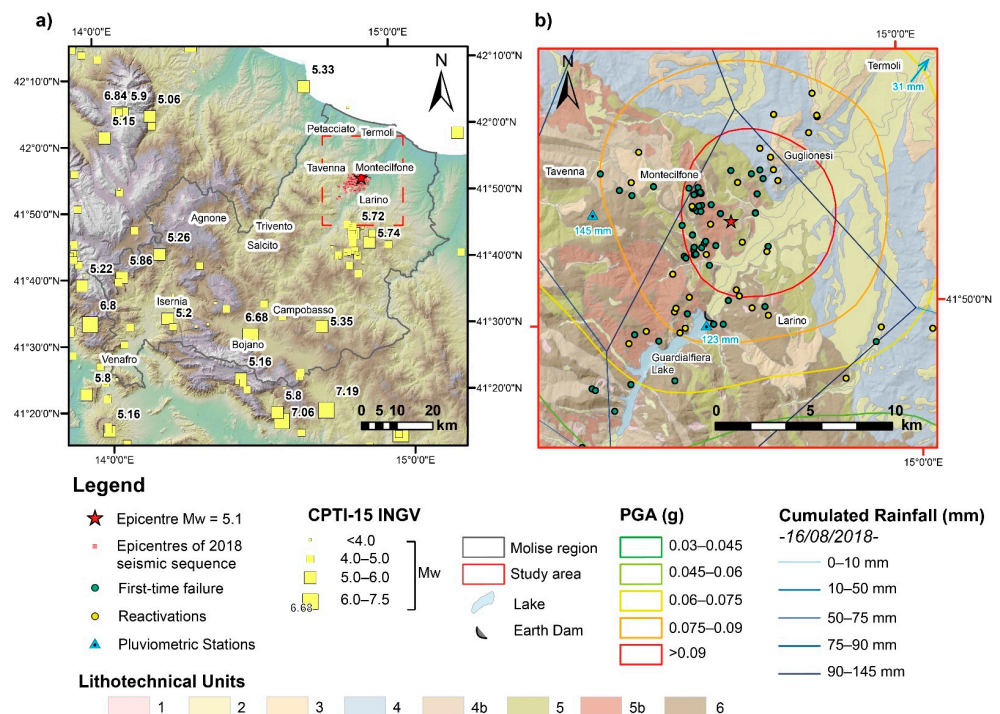 a)
14°0'0"E
15°0'0"E
42°10'0"N
42°0'0"N
41°50'0"N
41°40'0"N
41°30'0"N
41°20'0"N
42°10'0"N
42°0'0"N
41°50'0"N
41°40'0"N
41°30'0"N
41°20'0"N
14°0'0"E
15°0'0"E
N
5.33
6.84 5.9
5.06
5.15
Petacciato
Termoli
Tavenna
Montecilfone
Larino
5.72
Agnone
Trivento
5.74
Salcito
5.26
5.86
5.22
6.8
Isernia
5.2
6.68
Campobasso
5.35
Bojano
Venafro
5.16
5.8
5.8
7.19
7.06
5.16
0 5 10 20
km
b)
15°0'0"E
N
Termoli
31 mm
Guglionesi
Tavenna
Montecilfone
145 mm
41°50'0"N
Larino
123 mm
Guardialfiera
Lake
0 5 10
km
15°0'0"E
Legend
Epicentre Mw = 5.1
Epicentres of 2018
seismic sequence
First-time failure
Reactivations
Pluviometric Stations
CPTI-15 INGV
<4.0
4.0–5.0
5.0–6.0
6.0–7.5
6.68
Mw
Molise region
Study area
Lake
Earth Dam
PGA (g)
0.03–0.045
0.045–0.06
0.06–0.075
0.075–0.09
>0.09
Cumulated Rainfall (mm)
-16/08/2018-
0–10 mm
10–50 mm
50–75 mm
75–90 mm
90–145 mm
Lithotechnical Units
1 2 3 4 4b 5 5b 6